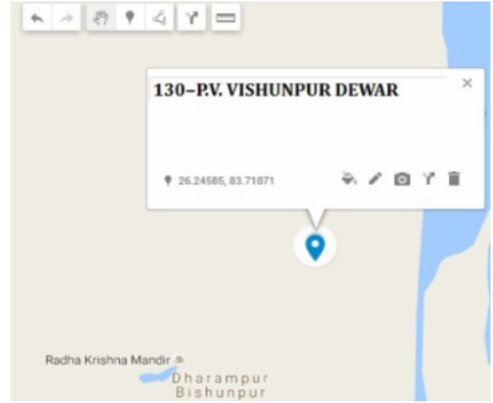 130–P.V. VISHUNPUR DEWAR
26.24585, 83.71871
Radha Krishna Mandir
Dharampur
Bishunpur